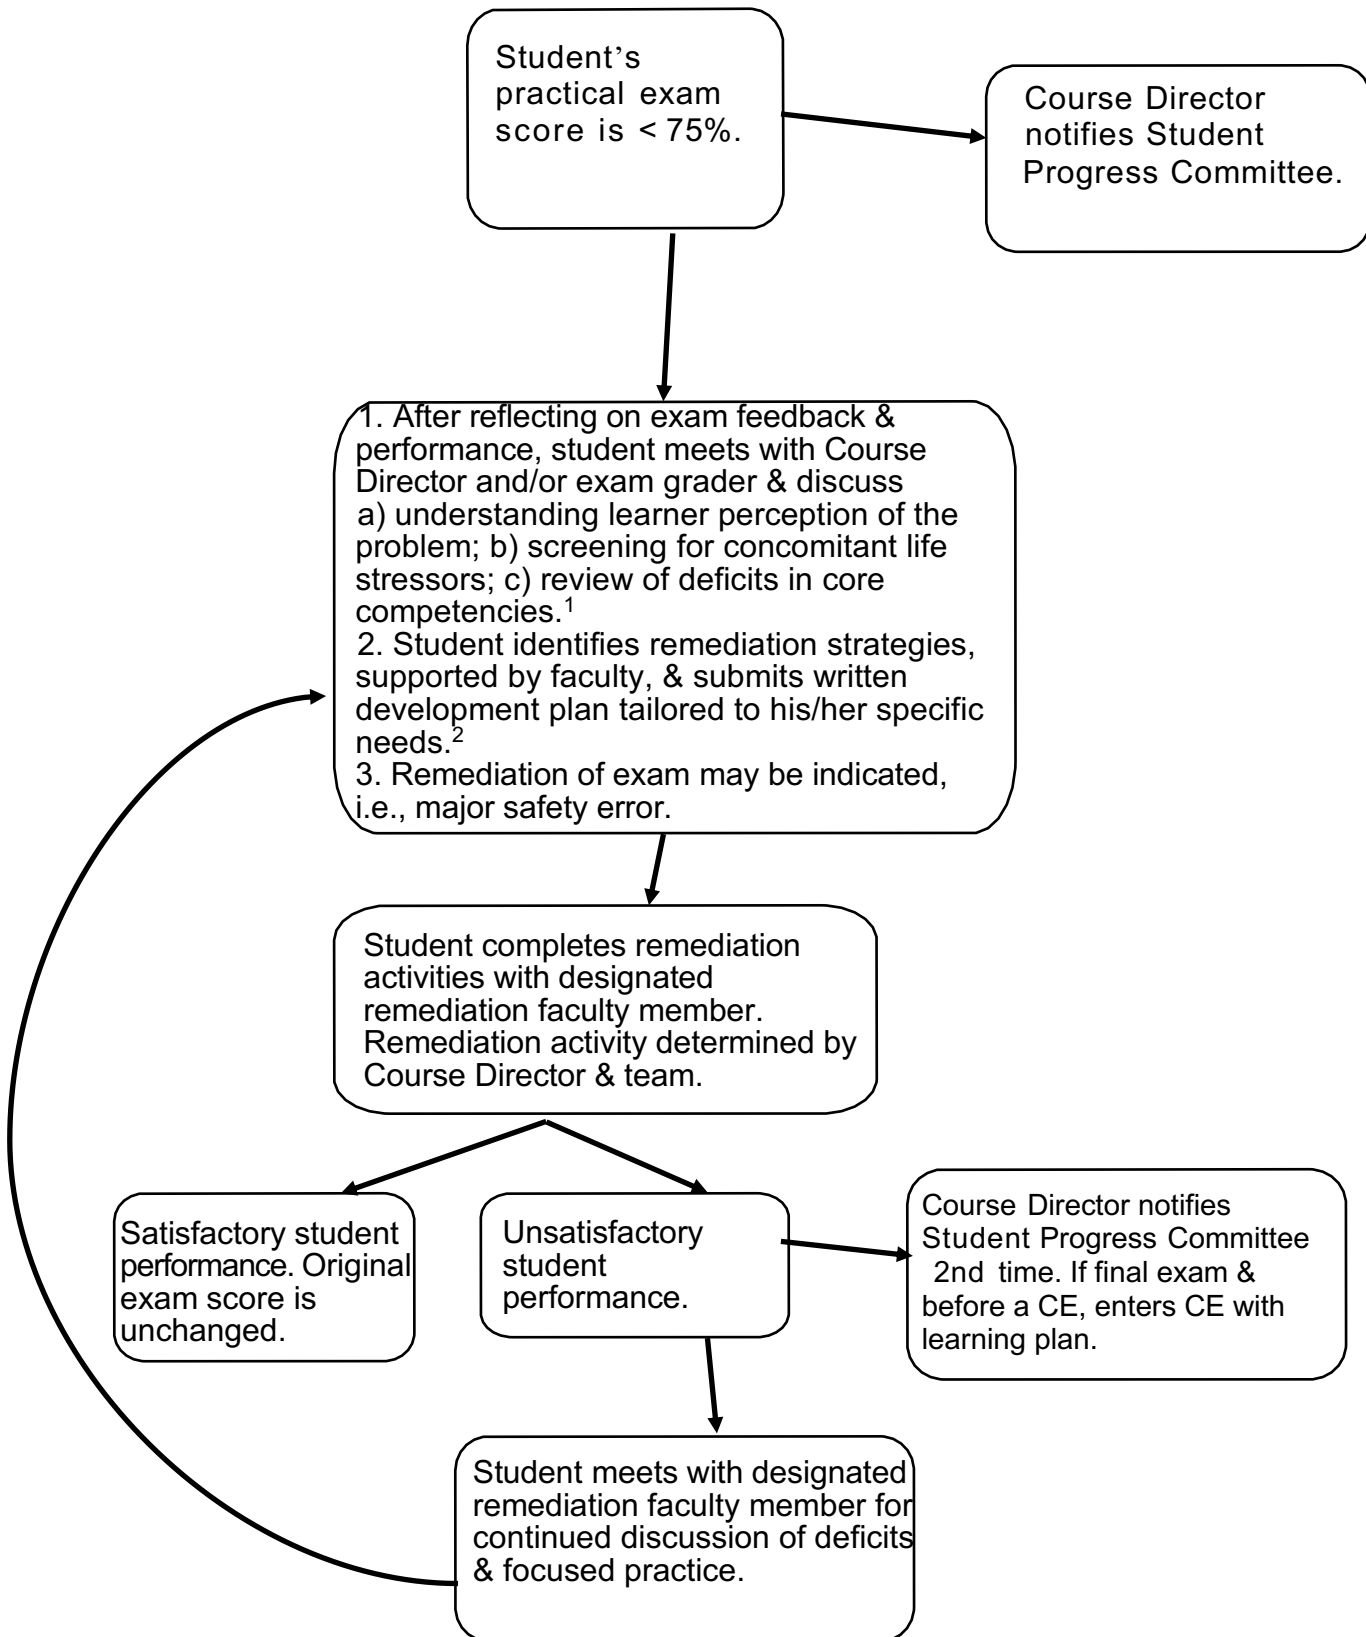 Student’s
practical exam
score is < 75%.
Course Director
notifies Student
Progress Committee.
1. After reflecting on exam feedback &
performance, student meets with Course
Director and/or exam grader & discuss
a) understanding learner perception of the
problem; b) screening for concomitant life
stressors; c) review of deficits in core
competencies.¹
2. Student identifies remediation strategies,
supported by faculty, & submits written
development plan tailored to his/her specific
needs.²
3. Remediation of exam may be indicated,
i.e., major safety error.
Student completes remediation
activities with designated
remediation faculty member.
Remediation activity determined by
Course Director & team.
Satisfactory student
performance. Original
exam score is
unchanged.
Unsatisfactory
student
performance.
Course Director notifies
Student Progress Committee
2nd time. If final exam &
before a CE, enters CE with
learning plan.
Student meets with designated
remediation faculty member for
continued discussion of deficits
& focused practice.